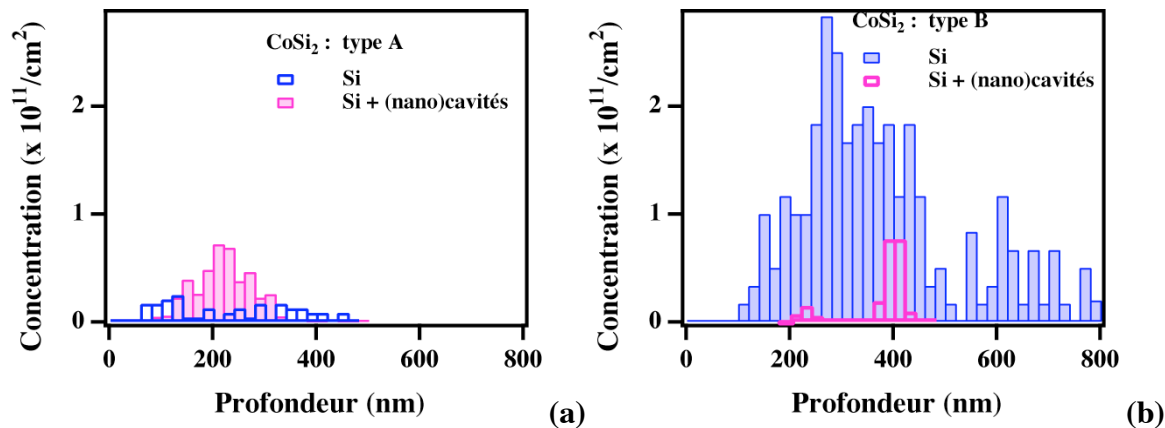 CoSi2 : type A
Si
Si + (nano)cavités
Concentration (x 10^11/cm^2)
2
1
0
0 200 400 600 800
Profondeur (nm)
(a)
CoSi2 : type B
Si
Si + (nano)cavités
Concentration (x 10^11/cm^2)
2
1
0
0 200 400 600 800
Profondeur (nm)
(b)